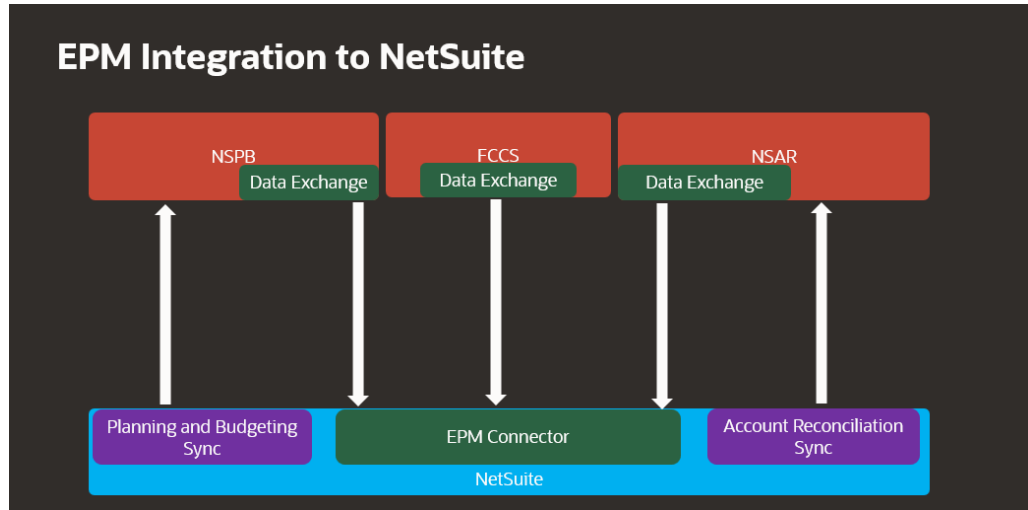 EPM Integration to NetSuite
NSPB
FCCS
NSAR
Data Exchange
Data Exchange
Data Exchange
Planning and Budgeting
Sync
EPM Connector
Account Reconciliation
Sync
NetSuite